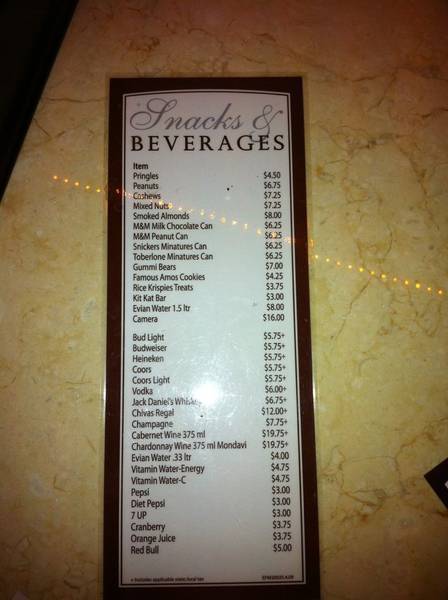 Snacks &
BEVERAGES
Item
Pringles $4.50
Peanuts $6.75
Cashews $7.25
Mixed Nuts $7.25
Smoked Almonds $8.00
M&M Milk Chocolate Can $6.25
M&M Peanut Can $6.25
Snickers Minatures Can $6.25
Toberlone Minatures Can $6.25
Gummi Bears $7.00
Famous Amos Cookies $4.25
Rice Krispies Treats $3.75
Kit Kat Bar $3.00
Evian Water 1.5 ltr $8.00
Camera $16.00
Bud Light $5.75+
Budweiser $5.75+
Heineken $5.75+
Coors $5.75+
Coors Light $5.75+
Vodka $6.00+
Jack Daniel's Whiskey $6.75+
Chivas Regal $12.00+
Champagne $7.75+
Cabernet Wine 375 ml $19.75+
Chardonnay Wine 375 ml Mondavi $19.75+
Evian Water .33 ltr $4.00
Vitamin Water-Energy $4.75
Vitamin Water-C $4.75
Pepsi $3.00
Diet Pepsi $3.00
7 UP $3.00
Cranberry $3.75
Orange Juice $3.75
Red Bull $5.00
+ Includes applicable state/local tax